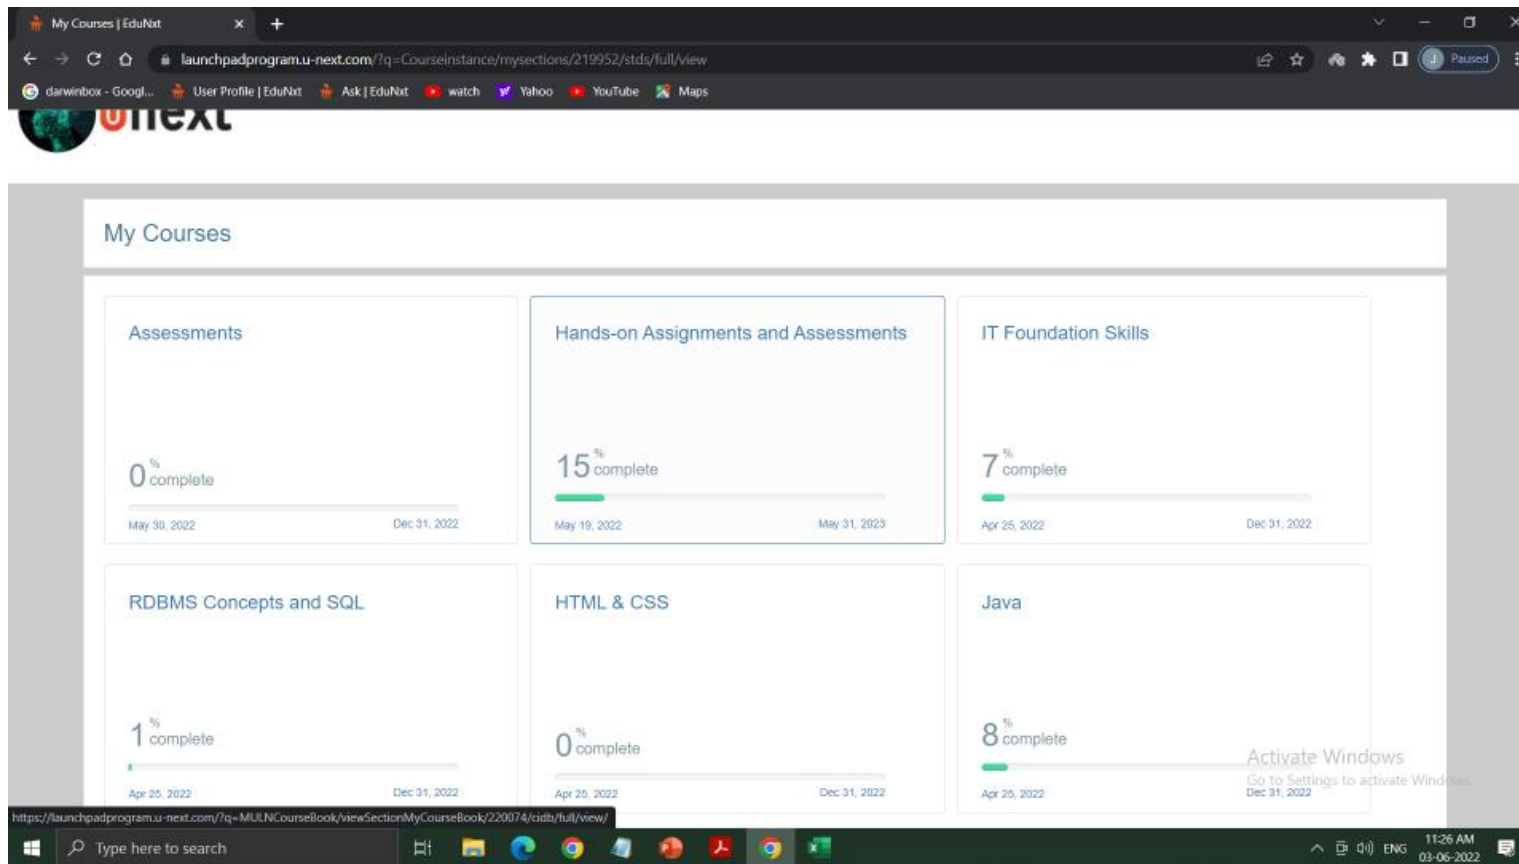 My Courses | EduNxt
launchpadprogram.u-next.com/?q=Courseinstance/mysections/219952/stds/full/view
J Paused
darwinbox - Googl... User Profile | EduNxt Ask | EduNxt watch Yahoo YouTube Maps
unext
My Courses
Assessments
0 % complete
May 30, 2022 Dec 31, 2022
Hands-on Assignments and Assessments
15 % complete
May 19, 2022 May 31, 2023
IT Foundation Skills
7 % complete
Apr 25, 2022 Dec 31, 2022
RDBMS Concepts and SQL
1 % complete
Apr 25, 2022 Dec 31, 2022
HTML & CSS
0 % complete
Apr 25, 2022 Dec 31, 2022
Java
8 % complete
Apr 25, 2022 Dec 31, 2022
Activate Windows
Go to Settings to activate Windows.
https://launchpadprogram.u-next.com/?q=MULNCourseBook/viewSectionMyCourseBook/220074/cidb/full/view/
Type here to search
ENG
11:26 AM
03-06-2022